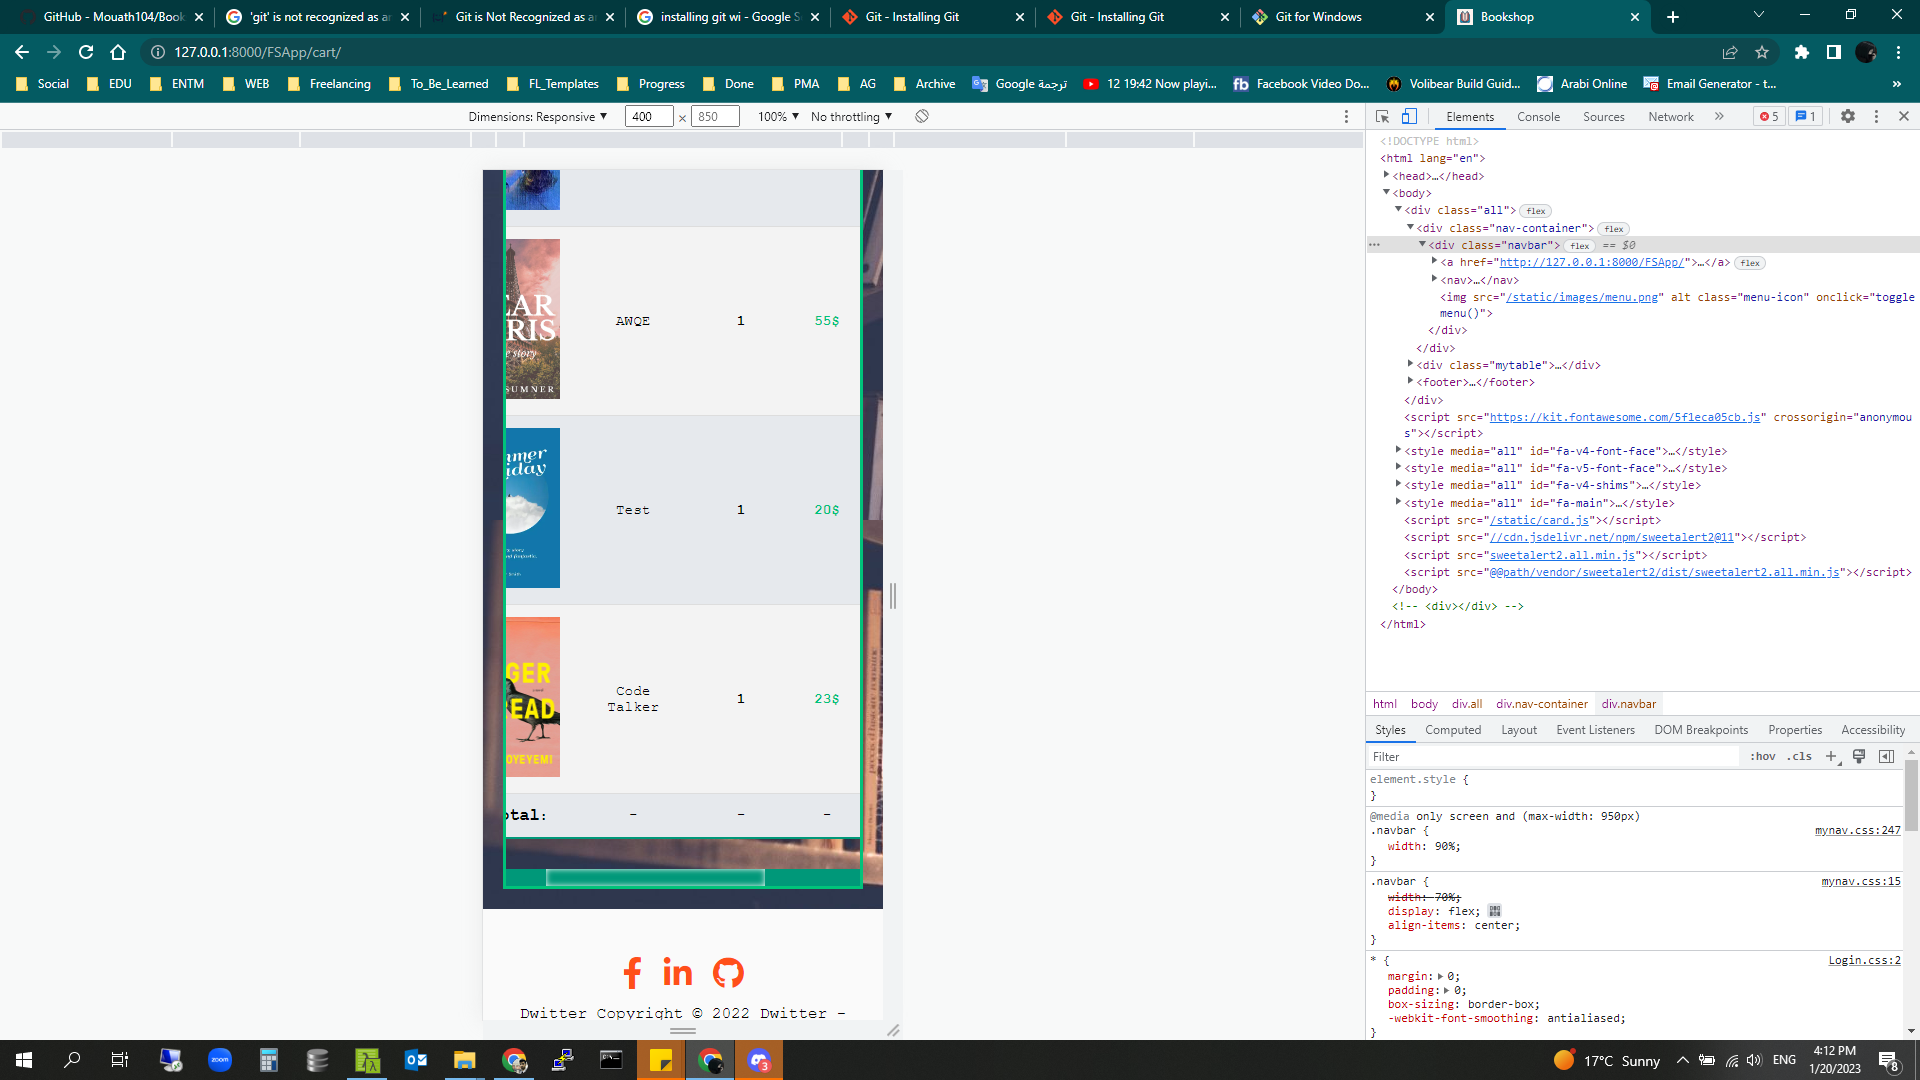 GitHub - Mouath104/Book
'git' is not recognized as ar
Git is Not Recognized as a
installing git wi - Google S
Git - Installing Git
Git - Installing Git
Git for Windows
Bookshop
127.0.0.1:8000/FSApp/cart/
Social
EDU
ENTM
WEB
Freelancing
To_Be_Learned
FL_Templates
Progress
Done
PMA
AG
Archive
Google ترجمة
12 19:42 Now playi...
fb Facebook Video Do...
Volibear Build Guid...
Arabi Online
Email Generator - t...
»
Dimensions: Responsive ▼ 400 × 850 100% ▼ No throttling ▼
AR
RIS
e story
SUMNER
AWQE 1 55$
mmer
iday
Test 1 20$
GER
EAD
OYEYEMI
Code
Talker
1 23$
otal: - - -
Dwitter Copyright © 2022 Dwitter -
Elements Console Sources Network » 5 1
<!DOCTYPE html>
<html lang="en">
<head>…</head>
<body>
<div class="all"> flex
<div class="nav-container"> flex
<div class="navbar"> flex == $0
<a href="http://127.0.0.1:8000/FSApp/">…</a> flex
<nav>…</nav>
<img src="/static/images/menu.png" alt class="menu-icon" onclick="toggle
menu()">
</div>
</div>
<div class="mytable">…</div>
<footer>…</footer>
</div>
<script src="https://kit.fontawesome.com/5f1eca05cb.js" crossorigin="anonymou
s"></script>
<style media="all" id="fa-v4-font-face">…</style>
<style media="all" id="fa-v5-font-face">…</style>
<style media="all" id="fa-v4-shims">…</style>
<style media="all" id="fa-main">…</style>
<script src="/static/card.js"></script>
<script src="//cdn.jsdelivr.net/npm/sweetalert2@11"></script>
<script src="sweetalert2.all.min.js"></script>
<script src="@@path/vendor/sweetalert2/dist/sweetalert2.all.min.js"></script>
</body>
<!-- <div></div> -->
</html>
html body div.all div.nav-container div.navbar
Styles Computed Layout Event Listeners DOM Breakpoints Properties Accessibility
Filter :hov .cls +
element.style {
}
@media only screen and (max-width: 950px)
.navbar { mynav.css:247
width: 90%;
}
.navbar { mynav.css:15
width: 70%;
display: flex;
align-items: center;
}
* { Login.css:2
margin: 0;
padding: 0;
box-sizing: border-box;
-webkit-font-smoothing: antialiased;
}
zoom
3
17°C Sunny
ENG
4:12 PM
1/20/2023
8